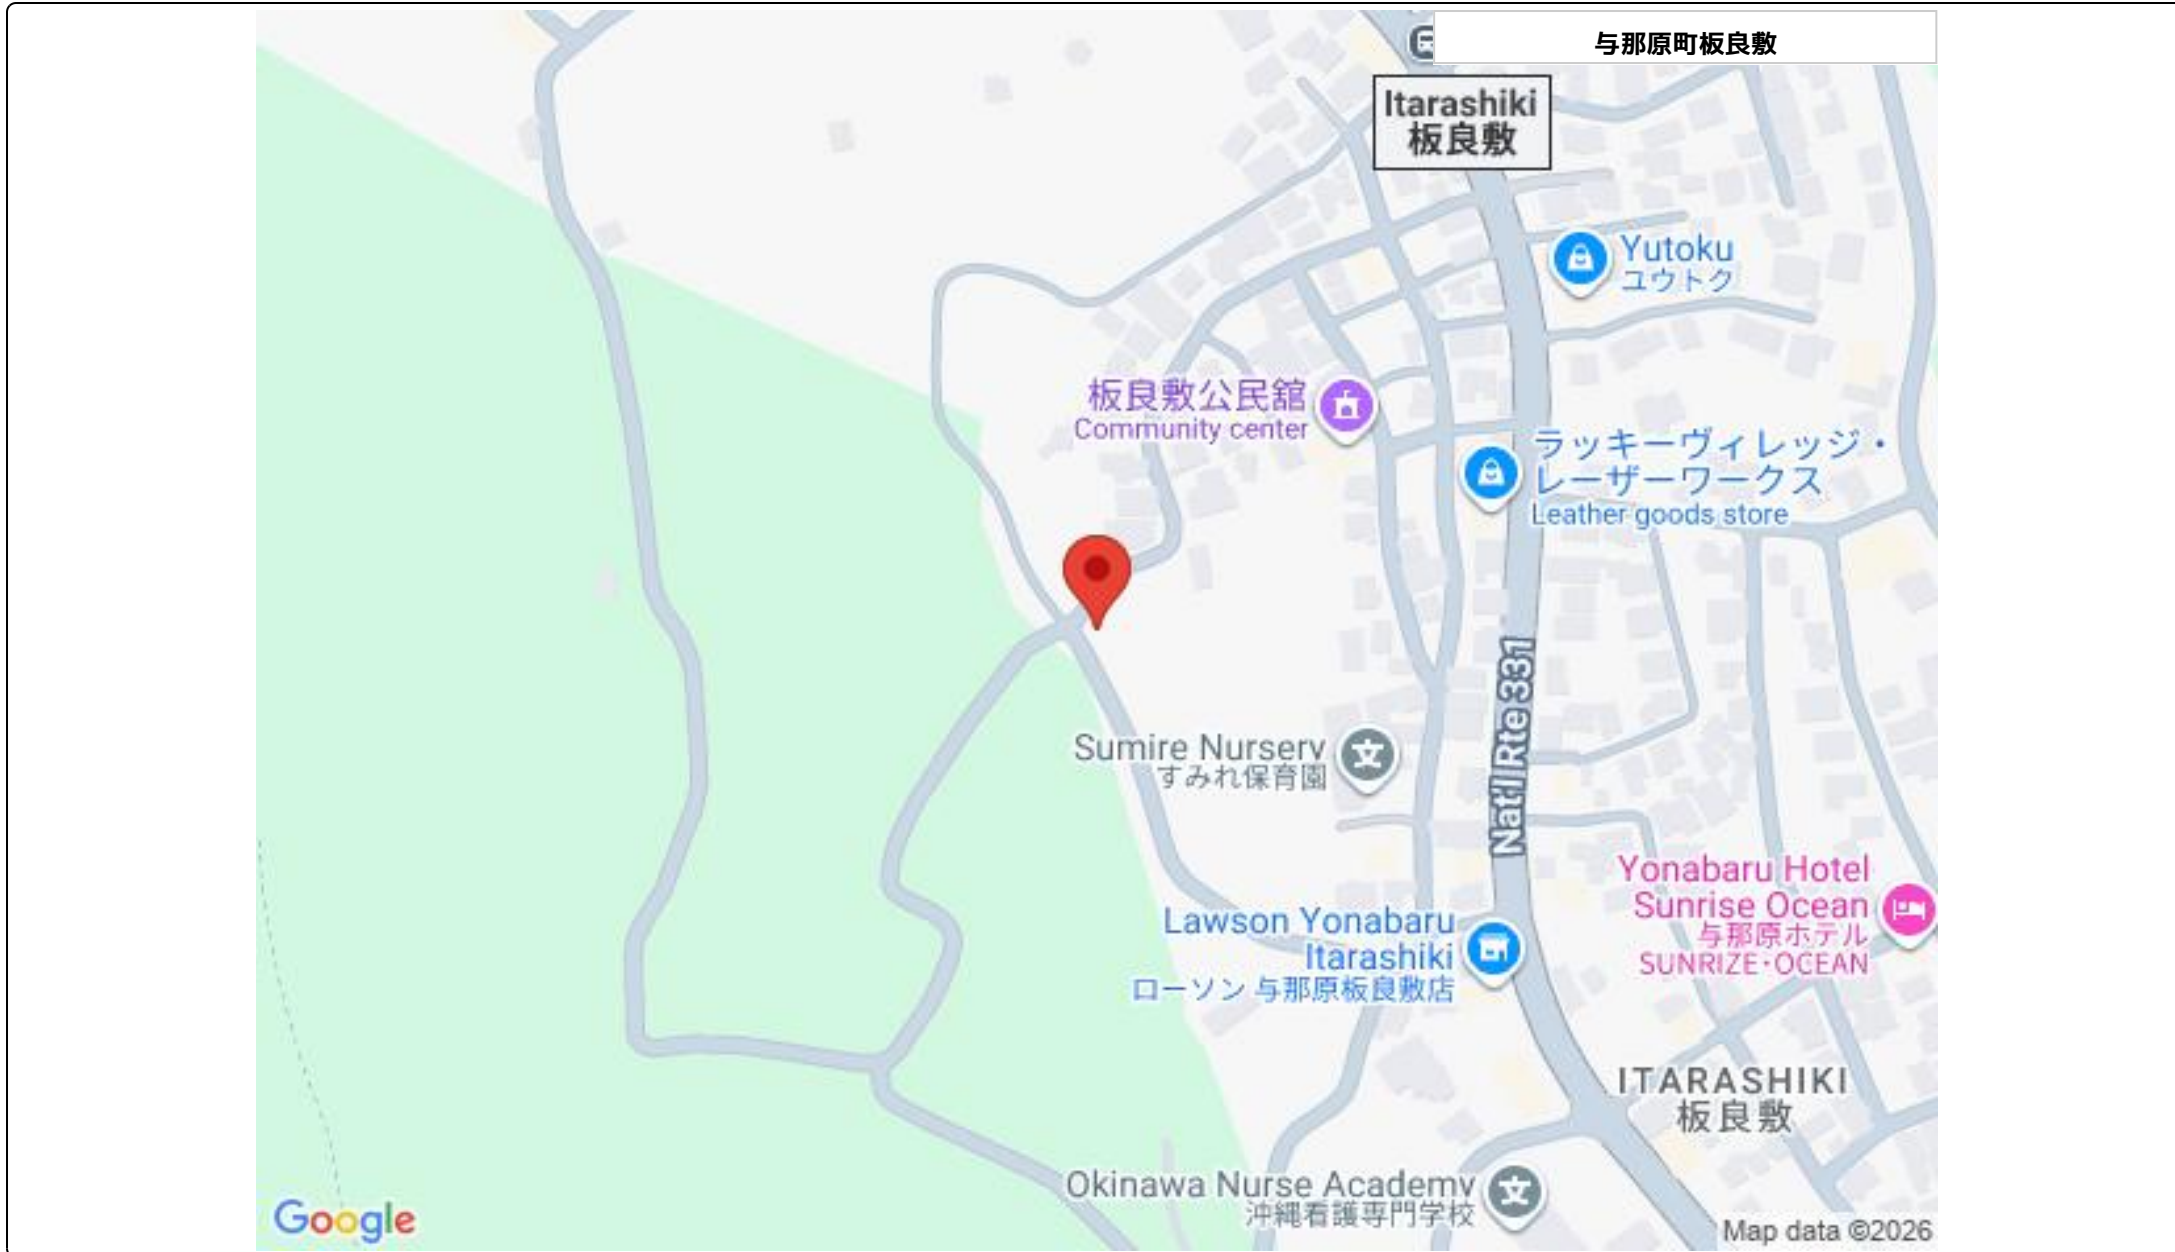 与那原町板良敷
Itarashiki
板良敷
Yutoku
ユウトク
板良敷公民舘
Community center
ラッキーヴィレッジ・
レーザーワークス
Leather goods store
Nat'l Rte 331
Sumire Nursery
すみれ保育園
Yonabaru Hotel
Sunrise Ocean
与那原ホテル
SUNRIZE・OCEAN
Lawson Yonabaru
Itarashiki
ローソン 与那原板良敷店
ITARASHIKI
板良敷
Okinawa Nurse Academy
沖縄看護専門学校
Google
Map data ©2026